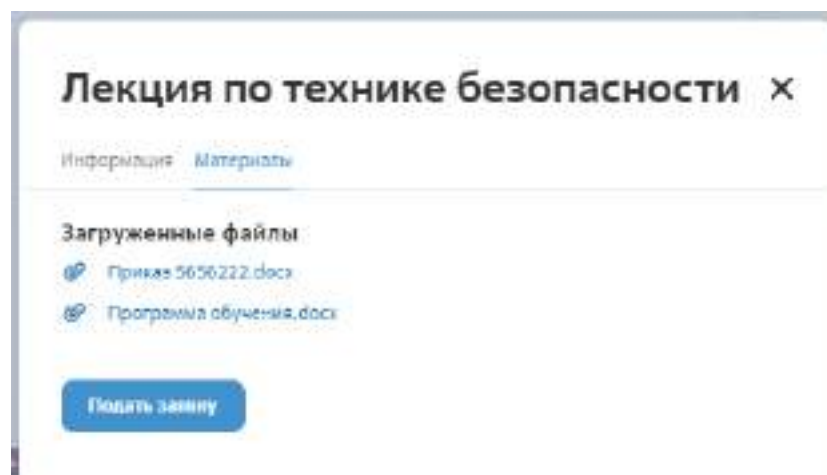 Лекция по технике безопасности ×
Информация Материалы
Загруженные файлы
Приказ 5656222.docx
Программа обучения.docx
Подать заявку